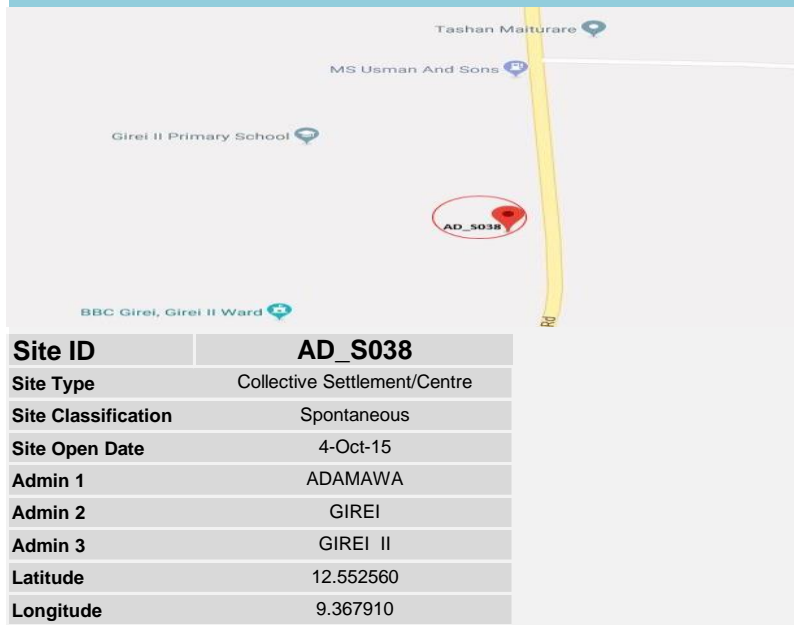 Tashan Maiturare
MS Usman And Sons
Girei II Primary School
AD_S038
BBC Girei, Girei II Ward
Rd
Site ID AD_S038
Site Type Collective Settlement/Centre
Site Classification Spontaneous
Site Open Date 4-Oct-15
Admin 1 ADAMAWA
Admin 2 GIREI
Admin 3 GIREI II
Latitude 12.552560
Longitude 9.367910